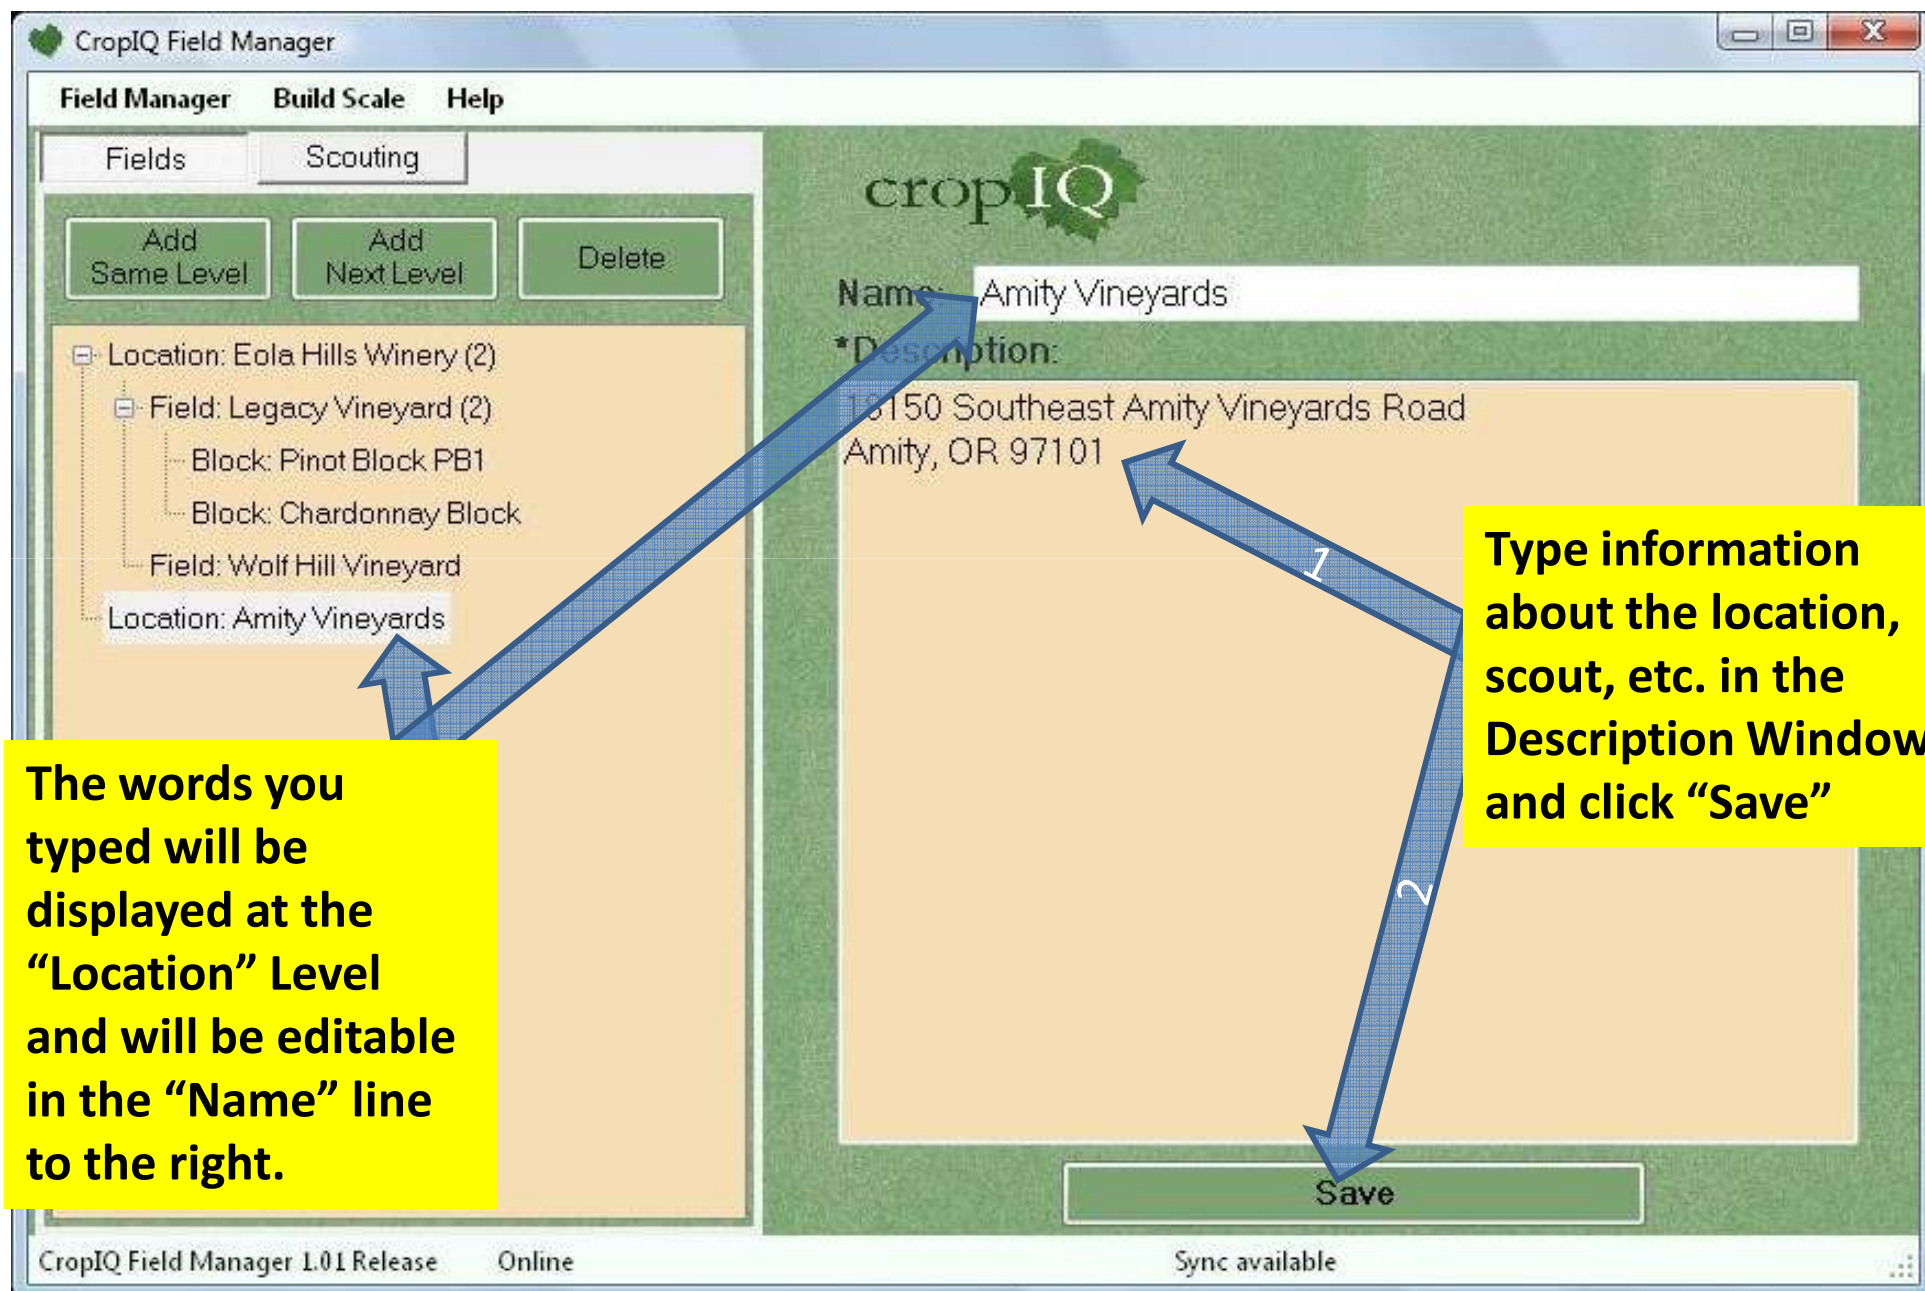 CropIQ Field Manager
Field Manager Build Scale Help
Fields Scouting
Add
Same Level
Add
Next Level
Delete
Location: Eola Hills Winery (2)
Field: Legacy Vineyard (2)
Block: Pinot Block PB1
Block: Chardonnay Block
Field: Wolf Hill Vineyard
Location: Amity Vineyards
The words you
typed will be
displayed at the
“Location” Level
and will be editable
in the “Name” line
to the right.
crop IQ
Name: Amity Vineyards
*Description:
Southeast Amity Vineyards Road
Amity, OR 97101
1
2
Type information
about the location,
scout, etc. in the
Description Window
and click “Save”
Save
CropIQ Field Manager 1.01 Release Online Sync available